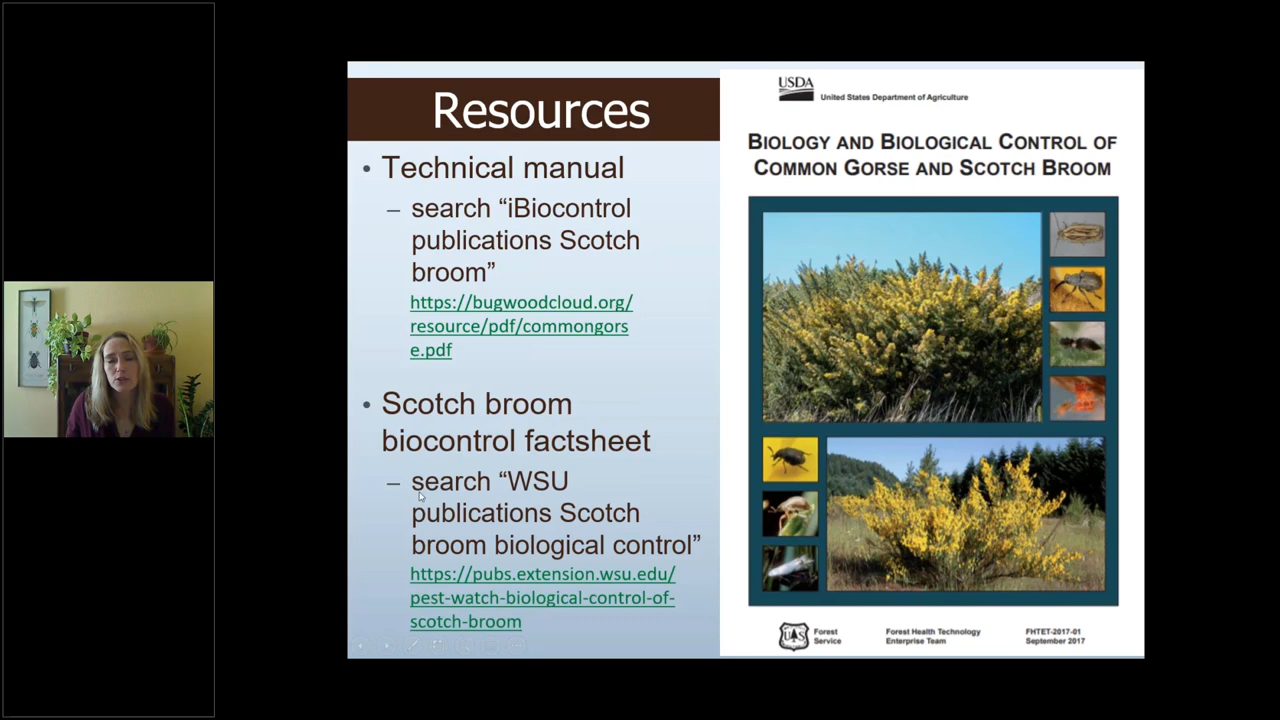 Resources
• Technical manual
– search “iBiocontrol
publications Scotch
broom”
https://bugwoodcloud.org/
resource/pdf/commongors
e.pdf
• Scotch broom
biocontrol factsheet
– search “WSU
publications Scotch
broom biological control”
https://pubs.extension.wsu.edu/
pest-watch-biological-control-of-
scotch-broom
USDA
United States Department of Agriculture
BIOLOGY AND BIOLOGICAL CONTROL OF
COMMON GORSE AND SCOTCH BROOM
Forest
Service
Forest Health Technology
Enterprise Team
FHTET-2017-01
September 2017